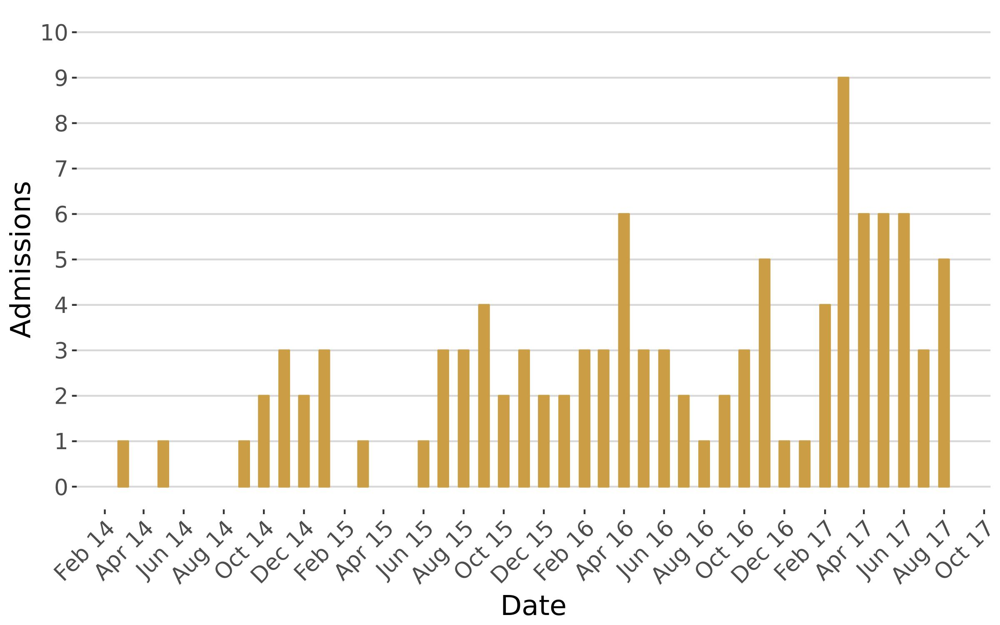 10
9
8
7
6
5
4
3
2
1
0
Admissions
Feb 14
Apr 14
Jun 14
Aug 14
Oct 14
Dec 14
Feb 15
Apr 15
Jun 15
Aug 15
Oct 15
Dec 15
Feb 16
Apr 16
Jun 16
Aug 16
Oct 16
Dec 16
Feb 17
Apr 17
Jun 17
Aug 17
Oct 17
Date